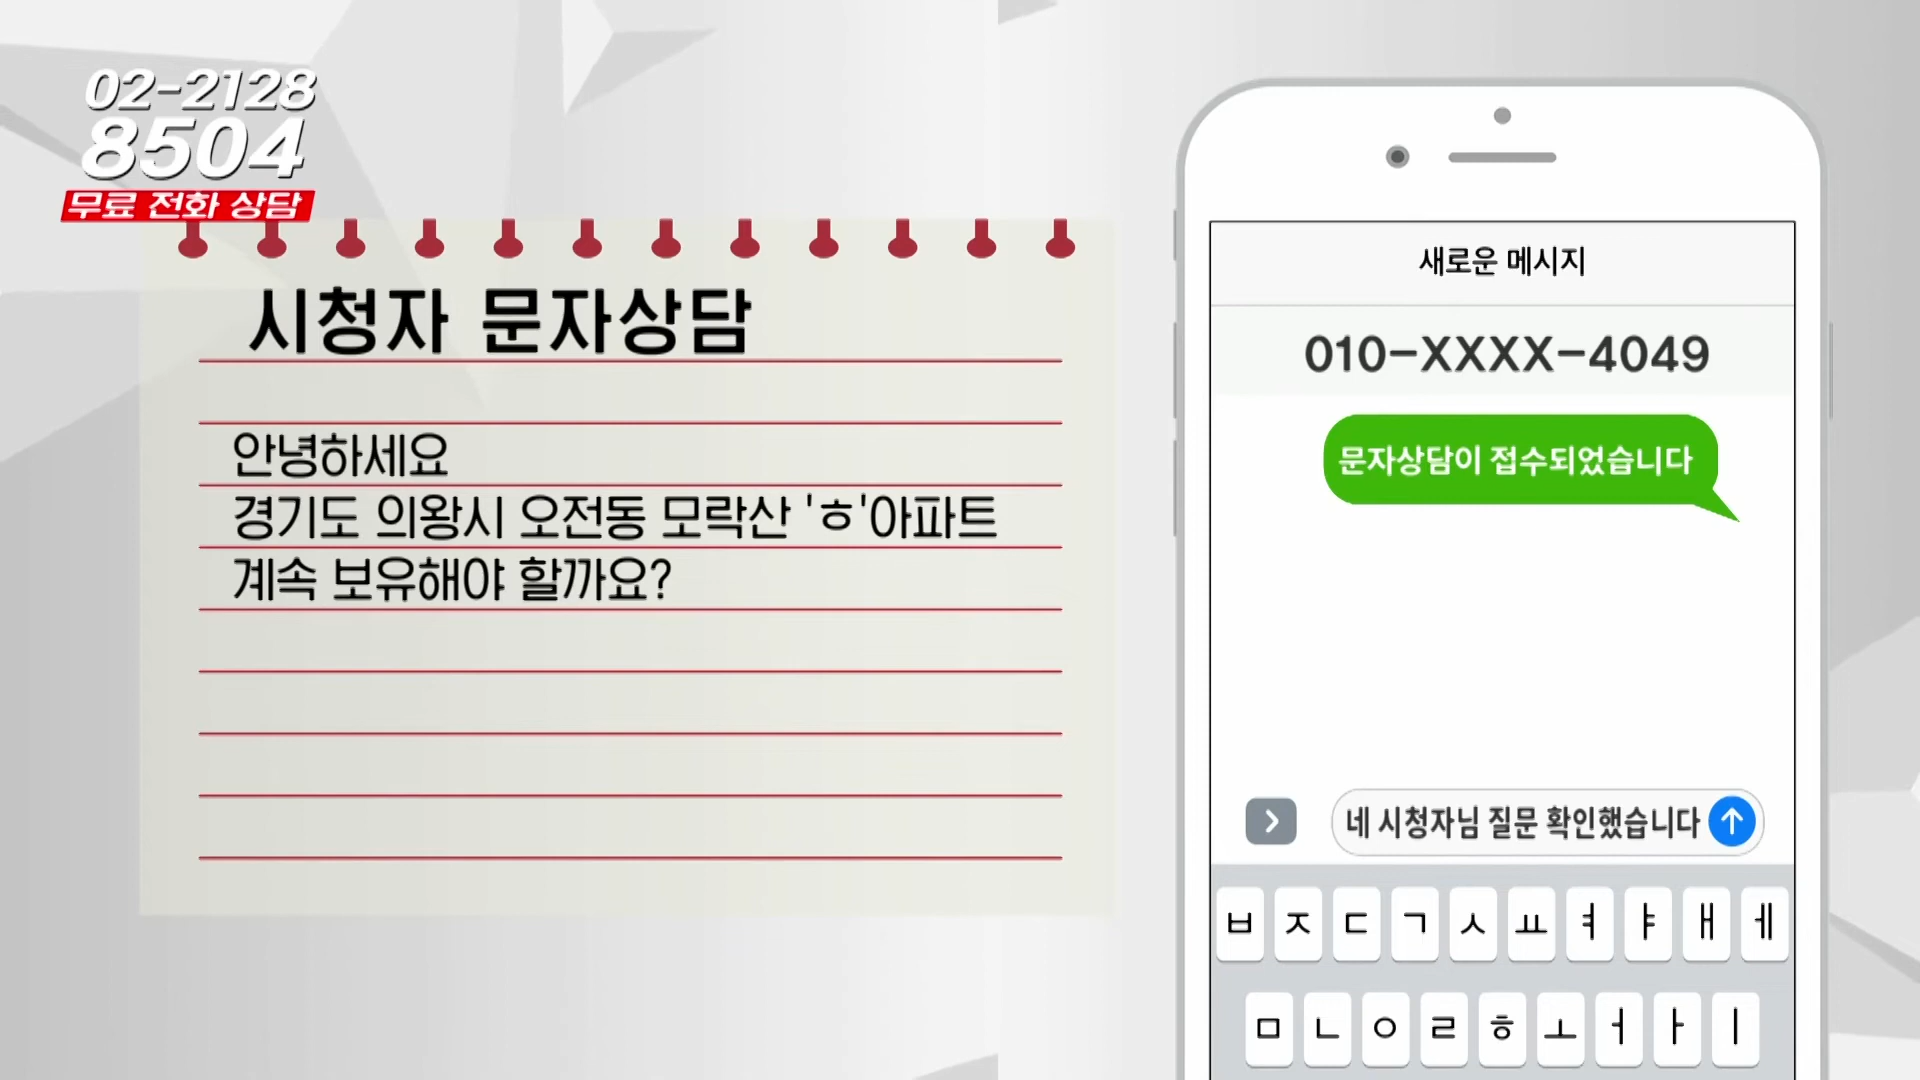 02-2128
8504
무료 전화 상담
시청자 문자상담
안녕하세요
경기도 의왕시 오전동 모락산 'ㅎ'아파트
계속 보유해야 할까요?
새로운 메시지
010-XXXX-4049
문자상담이 접수되었습니다
네 시청자님 질문 확인했습니다
ㅂ ㅈ ㄷ ㄱ ㅅ ㅛ ㅕ ㅑ ㅐ ㅔ
ㅁ ㄴ ㅇ ㄹ ㅎ ㅗ ㅓ ㅏ ㅣ